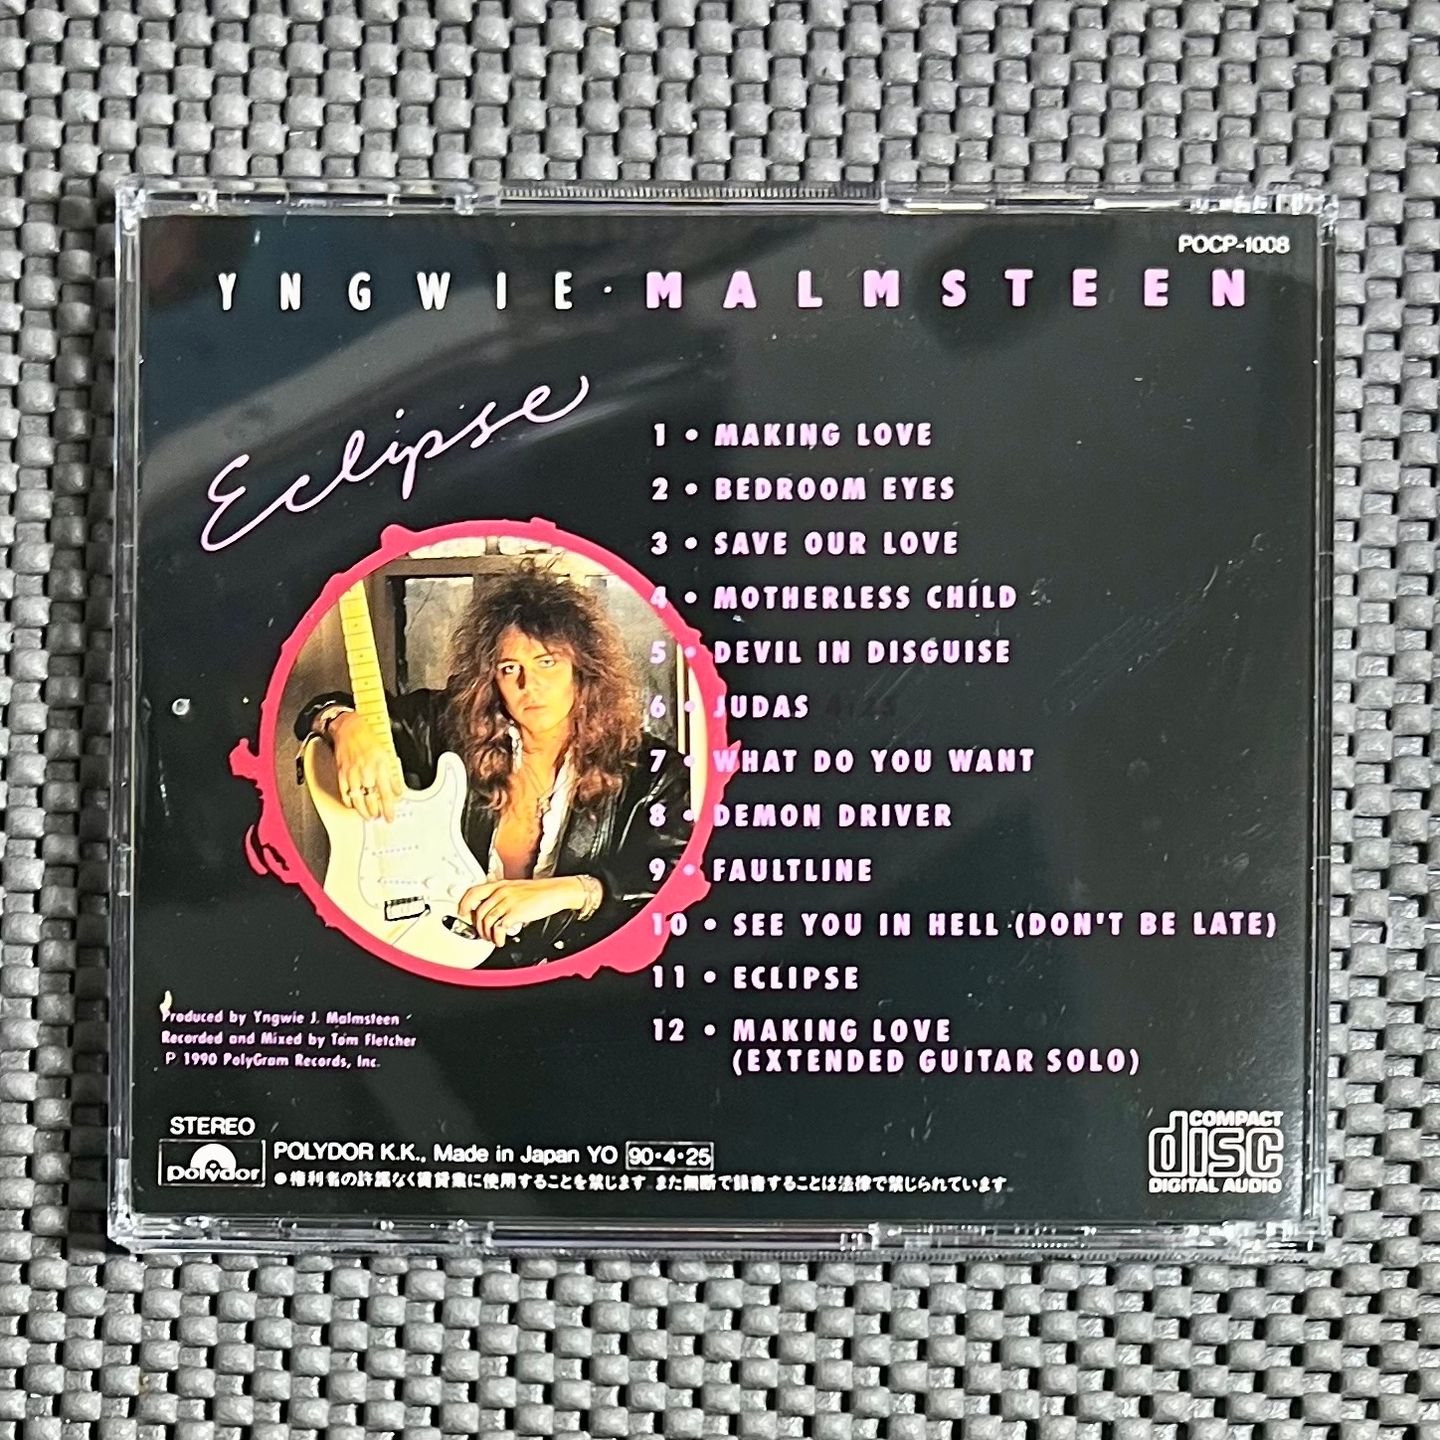 POCP-1008
YNGWIE·MALMSTEEN
Eclipse
1 • MAKING LOVE
2 • BEDROOM EYES
3 • SAVE OUR LOVE
4 • MOTHERLESS CHILD
5 • DEVIL IN DISGUISE
6 • JUDAS
7 • WHAT DO YOU WANT
8 • DEMON DRIVER
9 • FAULTLINE
10 • SEE YOU IN HELL (DON'T BE LATE)
11 • ECLIPSE
12 • MAKING LOVE
(EXTENDED GUITAR SOLO)
Produced by Yngwie J. Malmsteen
Recorded and Mixed by Tom Fletcher
℗ 1990 PolyGram Records, Inc.
STEREO
polydor
POLYDOR K.K., Made in Japan YO 90•4•25
●権利者の許諾なく賃貸業に使用することを禁じます また無断で録音することは法律で禁じられています
COMPACT
disc
DIGITAL AUDIO